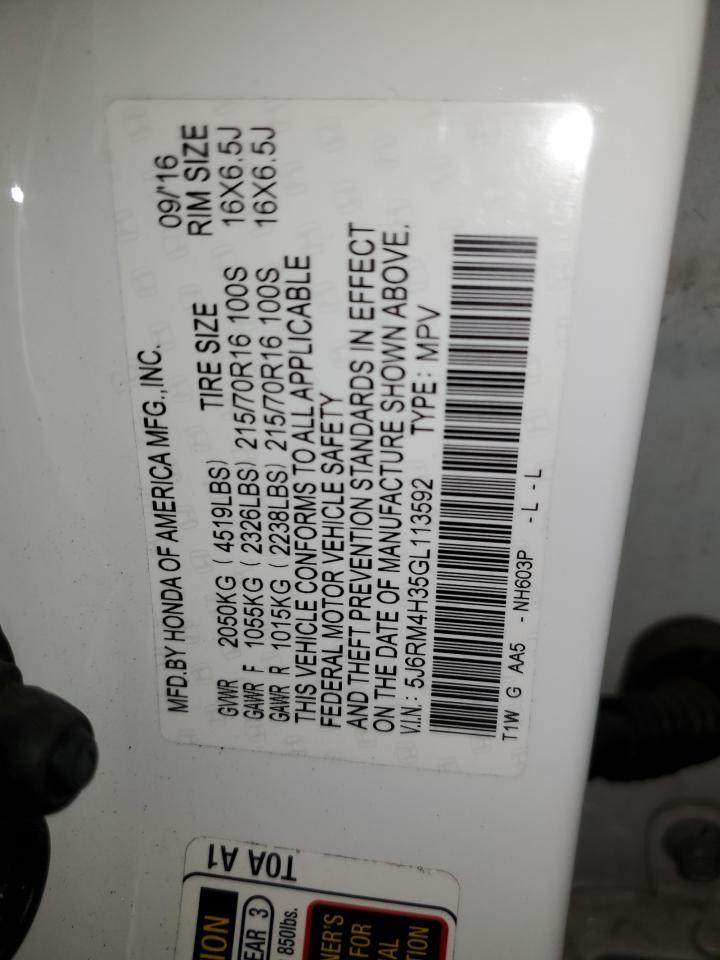 MFD.BY HONDA OF AMERICA MFG.,INC. 09/'16
TIRE SIZE RIM SIZE
GVWR 2050KG ( 4519LBS)
GAWR F 1055KG ( 2326LBS) 215/70R16 100S 16X6.5J
GAWR R 1015KG ( 2238LBS) 215/70R16 100S 16X6.5J
THIS VEHICLE CONFORMS TO ALL APPLICABLE
FEDERAL MOTOR VEHICLE SAFETY
AND THEFT PREVENTION STANDARDS IN EFFECT
ON THE DATE OF MANUFACTURE SHOWN ABOVE.
V.I.N.: 5J6RM4H35GL113592 TYPE: MPV
T1W G AA5 - NH603P - L - L
T0A A1
EAR 3
850lbs.
FOR